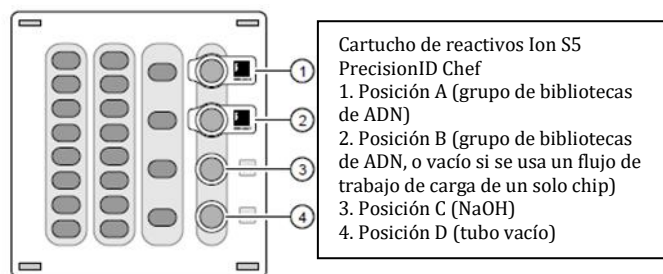 Cartucho de reactivos Ion S5
PrecisionID Chef
1. Posición A (grupo de bibliotecas
de ADN)
2. Posición B (grupo de bibliotecas
de ADN, o vacío si se usa un flujo de
trabajo de carga de un solo chip)
3. Posición C (NaOH)
4. Posición D (tubo vacío)
1
2
3
4